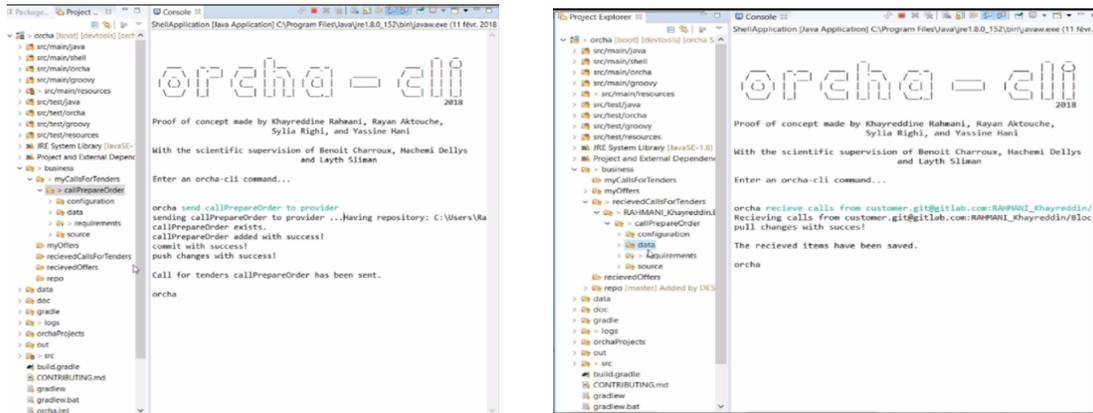 Package... Project ...
Console
ShellApplication [Java Application] C:\Program Files\Java\jre1.8.0_152\bin\javaw.exe (11 févr. 2018
> orcha [boot] [devtools] [orch
src/main/java
src/main/shell
src/main/orcha
src/main/groovy
> src/main/resources
src/test/java
src/test/orcha
src/test/groovy
src/test/resources
JRE System Library [JavaSE-
Project and External Depend
> business
> myCallsForTenders
> callPrepareOrder
> configuration
> data
> requirements
> source
myOffers
recievedCallsForTenders
recievedOffers
repo
data
doc
gradle
> logs
orchaProjects
out
> src
build.gradle
CONTRIBUTING.md
gradlew
gradlew.bat
orcha.iml
orcha - cli
2018
Proof of concept made by Khayreddine Rahmani, Rayan Aktouche,
Sylia Righi, and Yassine Hani
With the scientific supervision of Benoit Charroux, Hachemi Dellys
and Layth Sliman
Enter an orcha-cli command...
orcha send callPrepareOrder to provider
sending callPrepareOrder to provider ...Having repository: C:\Users\Ra
callPrepareOrder exists.
callPrepareOrder added with success!
commit with success!
push changes with success!
Call for tenders callPrepareOrder has been sent.
orcha
Project Explorer
Console
ShellApplication [Java Application] C:\Program Files\Java\jre1.8.0_152\bin\javaw.exe (11 févr.
> orcha [boot] [devtools] [orcha
src/main/java
src/main/shell
src/main/orcha
src/main/groovy
> src/main/resources
src/test/java
src/test/orcha
src/test/groovy
src/test/resources
JRE System Library [JavaSE-1.8]
Project and External Dependen
> business
myCallsForTenders
> myOffers
> recievedCallsForTenders
> RAHMANI_Khayreddin.
> callPrepareOrder
configuration
data
> requirements
source
recievedOffers
> repo [master] Added by DES
data
doc
gradle
> logs
orchaProjects
out
> src
build.gradle
CONTRIBUTING.md
gradlew
gradlew.bat
orcha - cli
2018
Proof of concept made by Khayreddine Rahmani, Rayan Aktouche,
Sylia Righi, and Yassine Hani
With the scientific supervision of Benoit Charroux, Hachemi Dellys
and Layth Sliman
Enter an orcha-cli command...
orcha recieve calls from customer.git@gitlab.com:RAHMANI_Khayreddin/
Recieving calls from customer.git@gitlab.com:RAHMANI_Khayreddin/Bloc
pull changes with succes!
The recieved items have been saved.
orcha